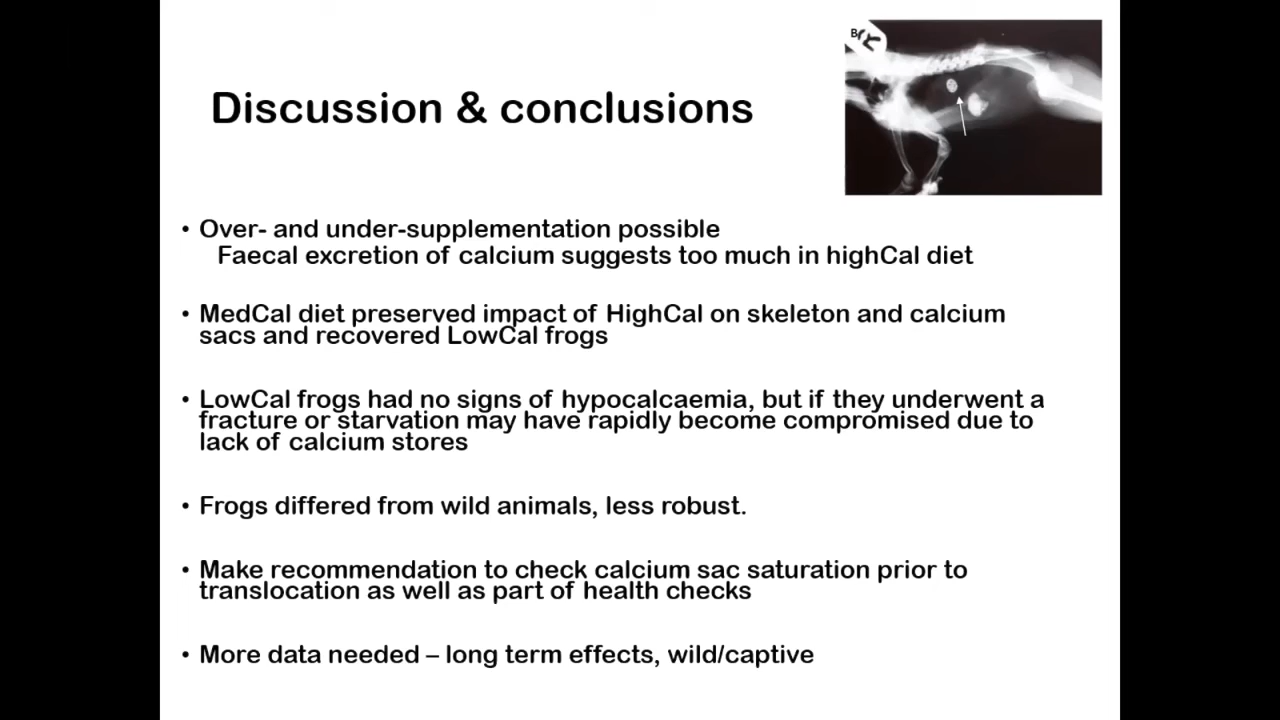 B
Discussion & conclusions
• Over- and under-supplementation possible
Faecal excretion of calcium suggests too much in highCal diet
• MedCal diet preserved impact of HighCal on skeleton and calcium
sacs and recovered LowCal frogs
• LowCal frogs had no signs of hypocalcaemia, but if they underwent a
fracture or starvation may have rapidly become compromised due to
lack of calcium stores
• Frogs differed from wild animals, less robust.
• Make recommendation to check calcium sac saturation prior to
translocation as well as part of health checks
• More data needed – long term effects, wild/captive